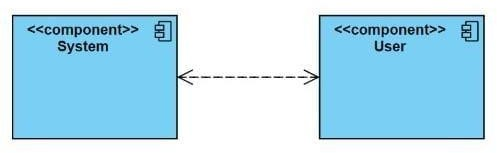 <<component>>
System
<<component>>
User